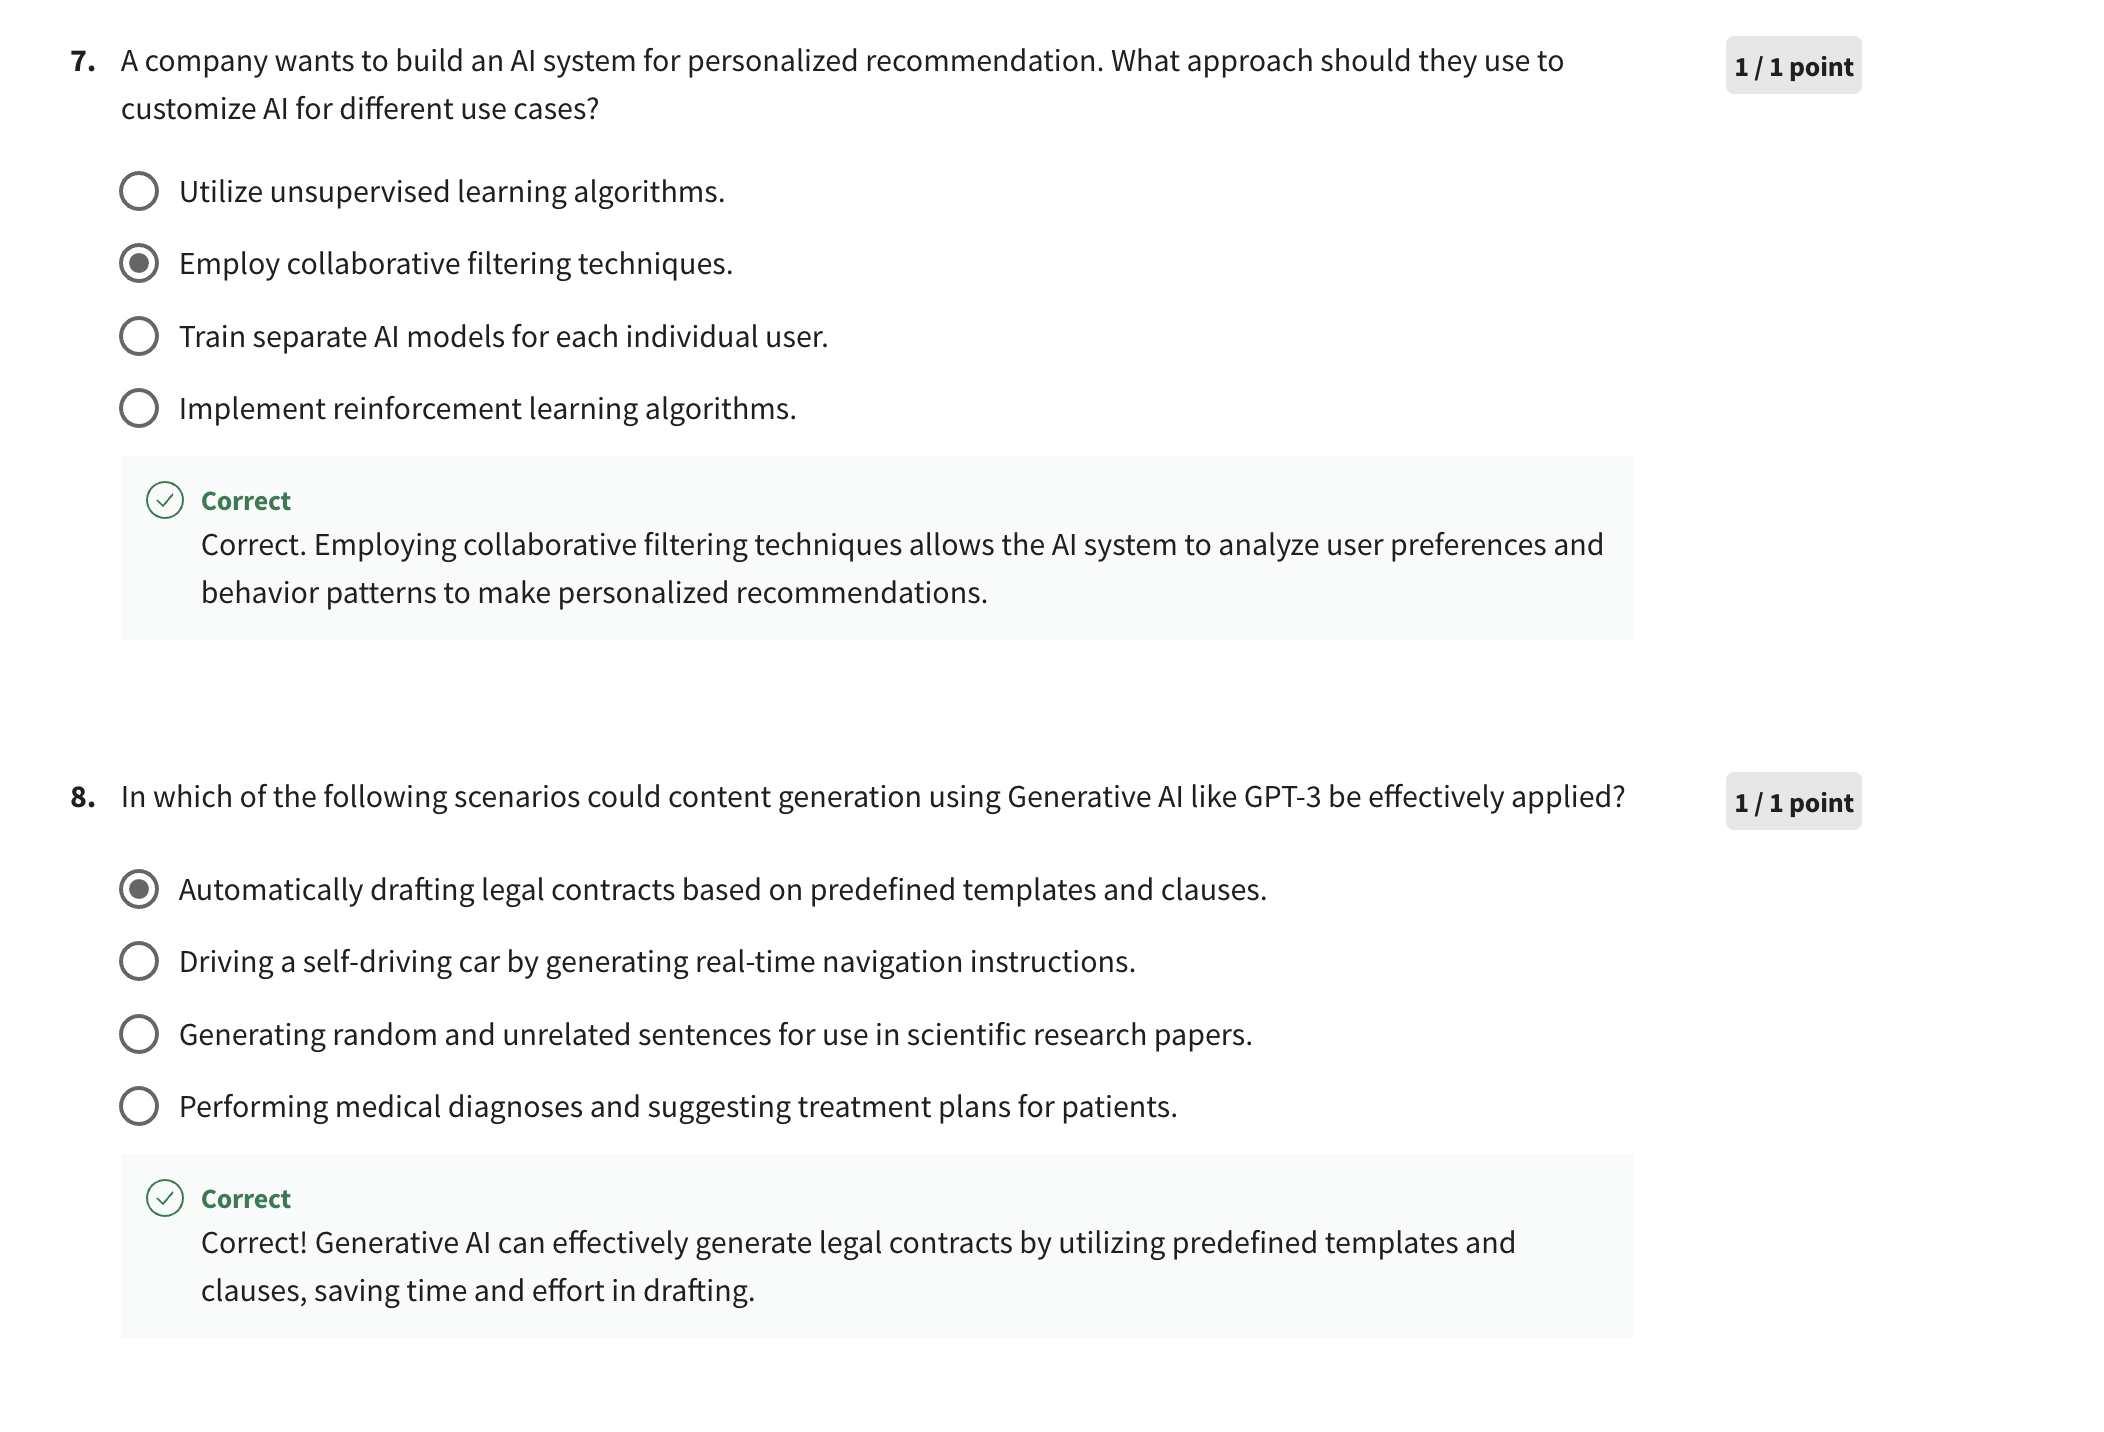 7. A company wants to build an AI system for personalized recommendation. What approach should they use to
customize AI for different use cases?
1 / 1 point
Utilize unsupervised learning algorithms.
Employ collaborative filtering techniques.
Train separate AI models for each individual user.
Implement reinforcement learning algorithms.
Correct
Correct. Employing collaborative filtering techniques allows the AI system to analyze user preferences and
behavior patterns to make personalized recommendations.
8. In which of the following scenarios could content generation using Generative AI like GPT-3 be effectively applied?
1 / 1 point
Automatically drafting legal contracts based on predefined templates and clauses.
Driving a self-driving car by generating real-time navigation instructions.
Generating random and unrelated sentences for use in scientific research papers.
Performing medical diagnoses and suggesting treatment plans for patients.
Correct
Correct! Generative AI can effectively generate legal contracts by utilizing predefined templates and
clauses, saving time and effort in drafting.